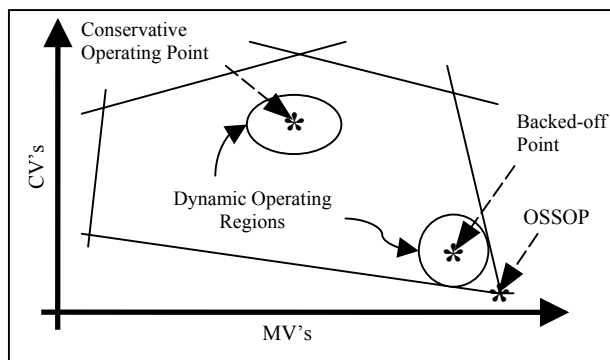 Conservative
Operating Point
Backed-off
Point
CV's
Dynamic Operating
Regions
OSSOP
MV's